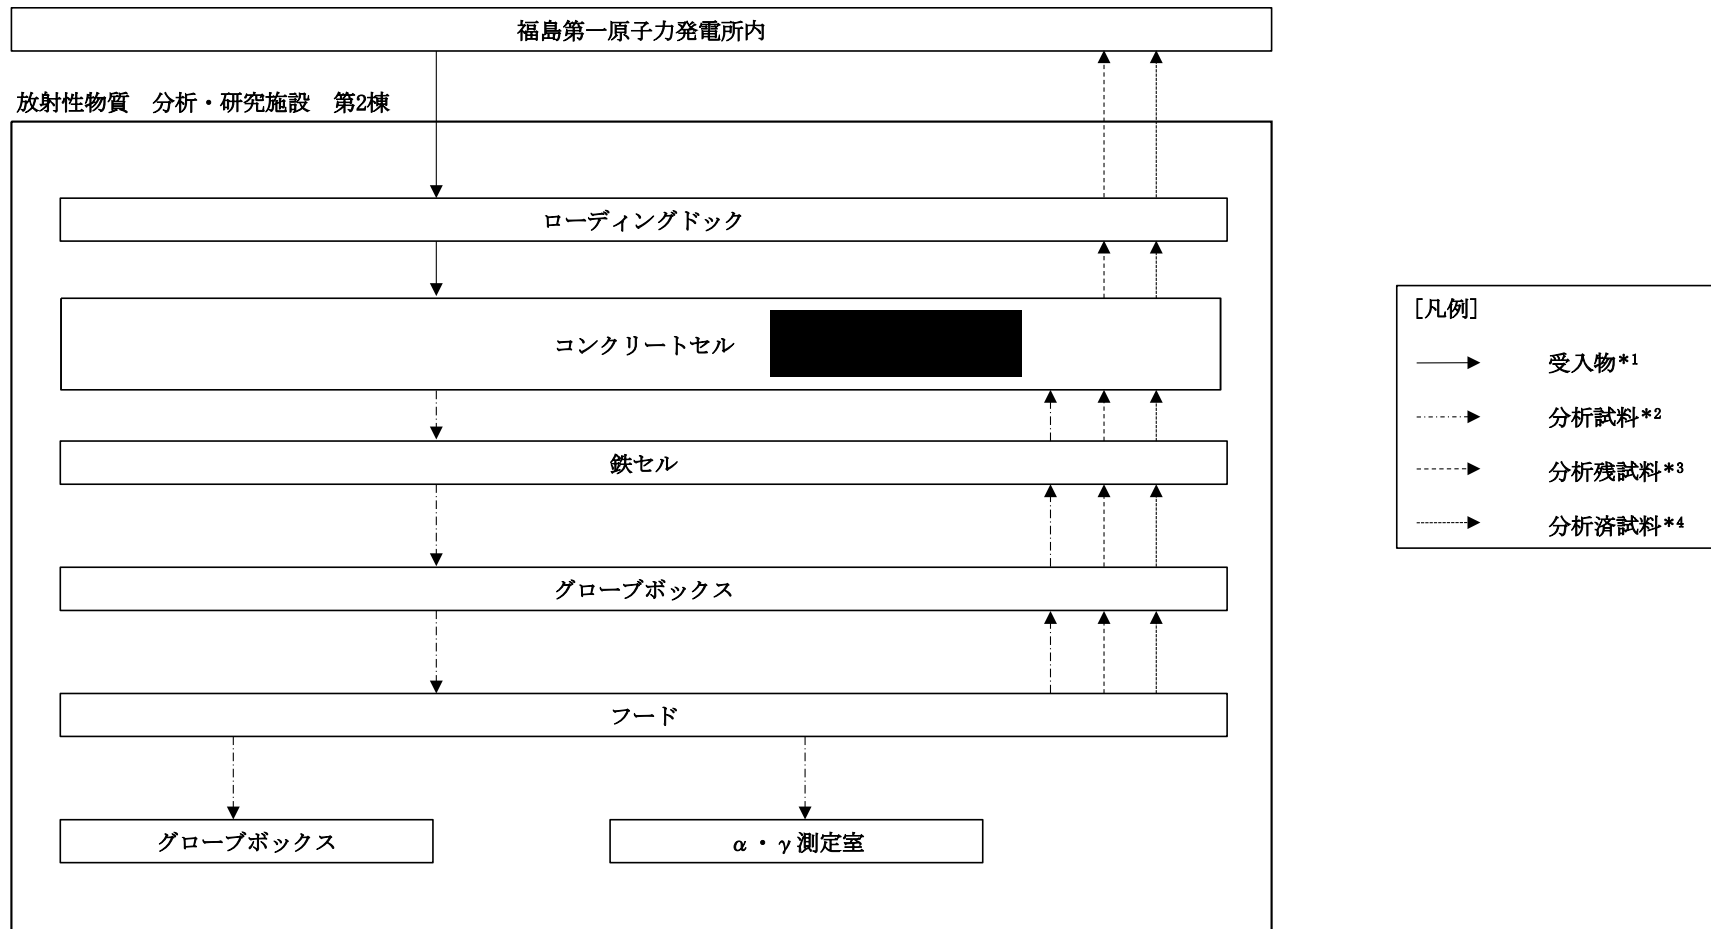 福島第一原子力発電所内
放射性物質　分析・研究施設　第2棟
ローディングドック
コンクリートセル
鉄セル
グローブボックス
フード
グローブボックス
α・γ測定室
[凡例]
受入物*1
分析試料*2
分析残試料*3
分析済試料*4